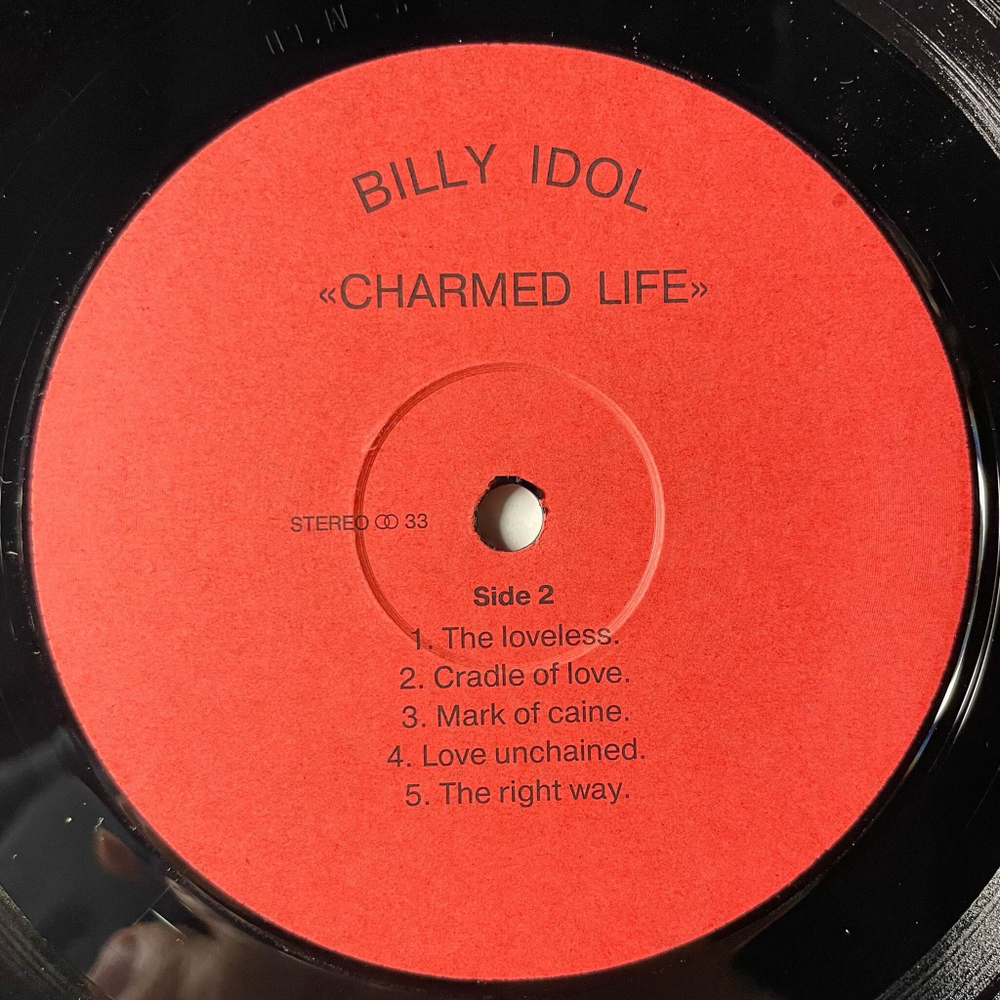 BILLY IDOL
«CHARMED LIFE»
STEREO ꝏ 33
Side 2
1. The loveless.
2. Cradle of love.
3. Mark of caine.
4. Love unchained.
5. The right way.